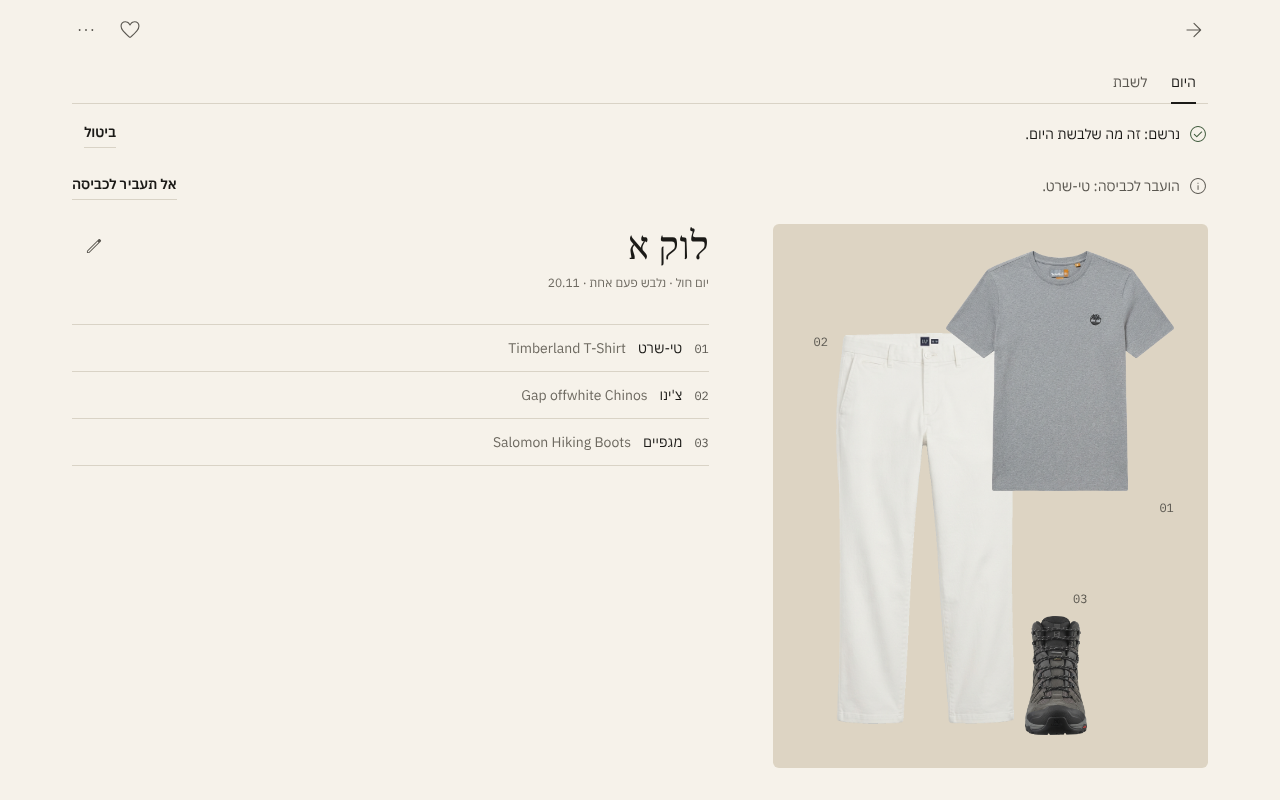 היום
לשבת
נרשם: זה מה שלבשת היום.
ביטול
הועבר לכביסה: טי-שרט.
אל תעביר לכביסה
לוק א
יום חול · נלבש פעם אחת · 20.11
01 טי-שרט Timberland T-Shirt
02 צ'ינו Gap offwhite Chinos
03 מגפיים Salomon Hiking Boots
02
01
03